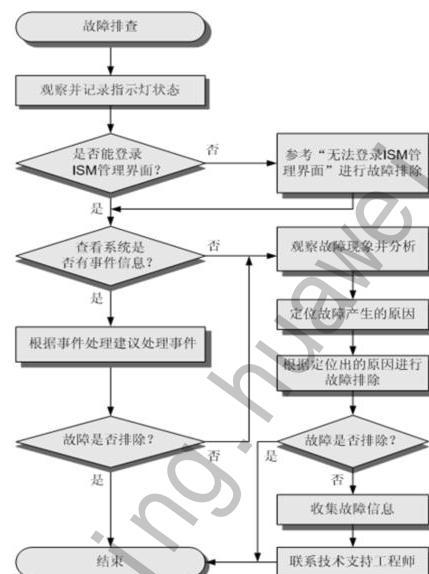 故障排查
观察并记录指示灯状态
是否能登录
ISM管理界面？
否
参考“无法登录ISM管
理界面”进行故障排除
是
查看系统是
否有事件信息？
否
观察故障现象并分析
是
定位故障产生的原因
根据事件处理建议处理事件
根据定位出的原因进行
故障排除
故障是否排除？
否
故障是否排除？
是
是
否
收集故障信息
结束
联系技术支持工程师
ing.huawei